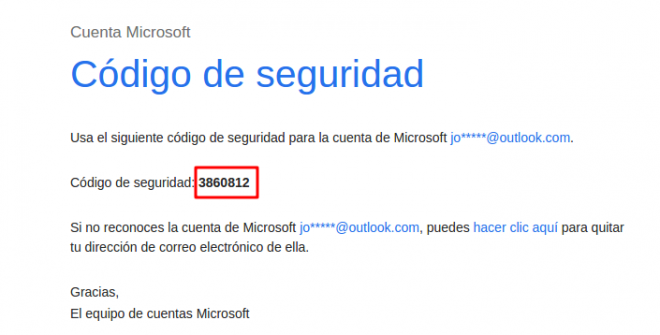 Cuenta Microsoft
Código de seguridad
Usa el siguiente código de seguridad para la cuenta de Microsoft jo*****@outlook.com.
Código de seguridad: 3860812
Si no reconoces la cuenta de Microsoft jo*****@outlook.com, puedes hacer clic aquí para quitar
tu dirección de correo electrónico de ella.
Gracias,
El equipo de cuentas Microsoft